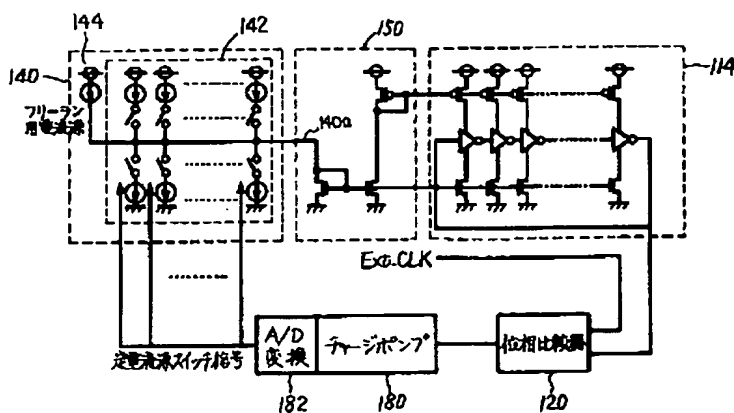 144
142
150
140
114
フリーラン
用電流源
140a
Ext.CLK
定電流源スイッチ信号
A/D
変換
チャージポンプ
位相比較器
182
180
120